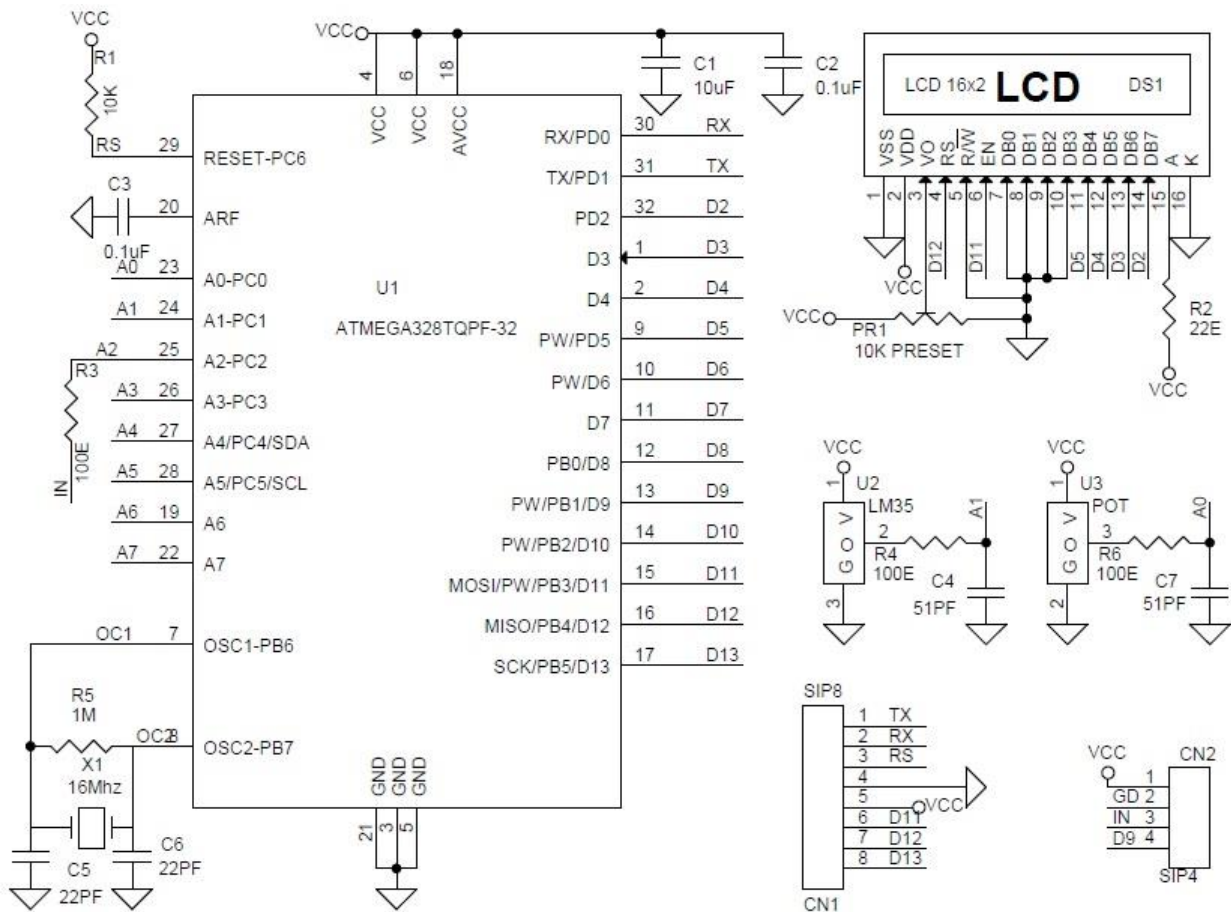 VCC
R1
10K
RS 29 RESET-PC6
C3
0.1uF
20 ARF
A0 23 A0-PC0
A1 24 A1-PC1
A2 25 A2-PC2
R3
100E
IN
A3 26 A3-PC3
A4 27 A4/PC4/SDA
A5 28 A5/PC5/SCL
A6 19 A6
A7 22 A7
OC1 7 OSC1-PB6
R5
1M
OC2 8 OSC2-PB7
X1
16Mhz
C5
22PF
C6
22PF
VCC
4 6 18
VCC VCC AVCC
C1
10uF
C2
0.1uF
U1
ATMEGA328TQPF-32
RX/PD0 30 RX
TX/PD1 31 TX
PD2 32 D2
D3 1 D3
D4 2 D4
PW/PD5 9 D5
PW/D6 10 D6
D7 11 D7
PB0/D8 12 D8
PW/PB1/D9 13 D9
PW/PB2/D10 14 D10
MOSI/PW/PB3/D11 15 D11
MISO/PB4/D12 16 D12
SCK/PB5/D13 17 D13
GND GND GND
21 3 5
LCD 16x2 LCD DS1
VSS VDD VO RS R/W EN DB0 DB1 DB2 DB3 DB4 DB5 DB6 DB7 A K
1 2 3 4 5 6 7 8 9 10 11 12 13 14 15 16
D12 D11 D5 D4 D3 D2
VCC
VCC
PR1
10K PRESET
R2
22E
VCC
VCC
1 U2
LM35
V
O
G
2
R4
100E
A1
C4
51PF
3
VCC
1 U3
POT
V
O
G
3
R6
100E
A0
C7
51PF
2
SIP8
1 TX
2 RX
3 RS
4
5 VCC
6 D11
7 D12
8 D13
CN1
VCC CN2
1
GD 2
IN 3
D9 4
SIP4